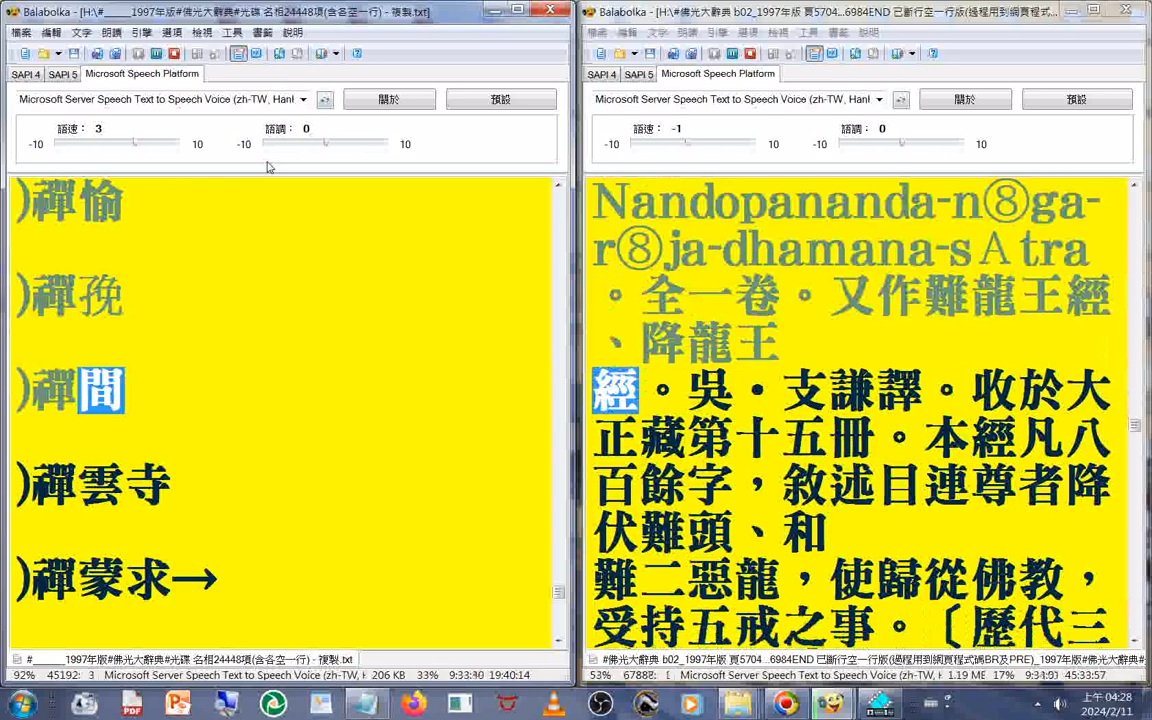 Balabolka - [H:\#_____1997年版#佛光大辭典#光碟 名相24448項(含各空一行) - 複製.txt]
檔案 編輯 文字 朗讀 引擎 選項 檢視 工具 書籤 說明
SAPI 4 SAPI 5 Microsoft Speech Platform
Microsoft Server Speech Text to Speech Voice (zh-TW, Hanl
關於 預設
語速： 3 語調： 0
-10 10 -10 10
)禪愉
)禪孢
)禪間
)禪雲寺
)禪蒙求→
#_____1997年版#佛光大辭典#光碟 名相24448項(含各空一行) - 複製.txt
92% 45192: 3 Microsoft Server Speech Text to Speech Voice (zh-TW, H 206 KB 33% 9:33:30 19:40:14
Balabolka - [H:\#佛光大辭典 b02_1997年版 頁5704...6984END 已斷行空一行版(過程用到網頁程式...
檔案 編輯 文字 朗讀 引擎 選項 檢視 工具 書籤 說明
SAPI 4 SAPI 5 Microsoft Speech Platform
Microsoft Server Speech Text to Speech Voice (zh-TW, Hanl
關於 預設
語速： -1 語調： 0
-10 10 -10 10
Nandopananda-n⑧ga-
r⑧ja-dhamana-sＡtra
。全一卷。又作難龍王經
、降龍王
經。吳・支謙譯。收於大
正藏第十五冊。本經凡八
百餘字，敘述目連尊者降
伏難頭、和
難二惡龍，使歸從佛教，
受持五戒之事。〔歷代三
#佛光大辭典 b02_1997年版 頁5704...6984END 已斷行空一行版(過程用到網頁程式碼BR及PRE)_1997年版#佛光大辭典#
53% 67888: Microsoft Server Speech Text to Speech Voice (zh-TW, H 1.19 ME 17% 9:34:51 45:33:57
上午 04:28
2024/2/11